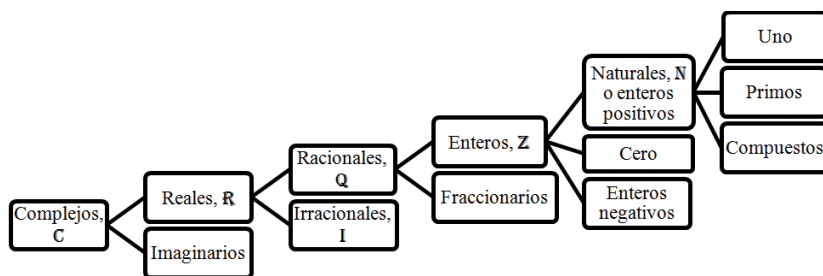 Complejos,
ℂ
Reales, ℝ
Imaginarios
Racionales,
ℚ
Irracionales,
I
Enteros, ℤ
Fraccionarios
Naturales, ℕ
o enteros
positivos
Cero
Enteros
negativos
Uno
Primos
Compuestos